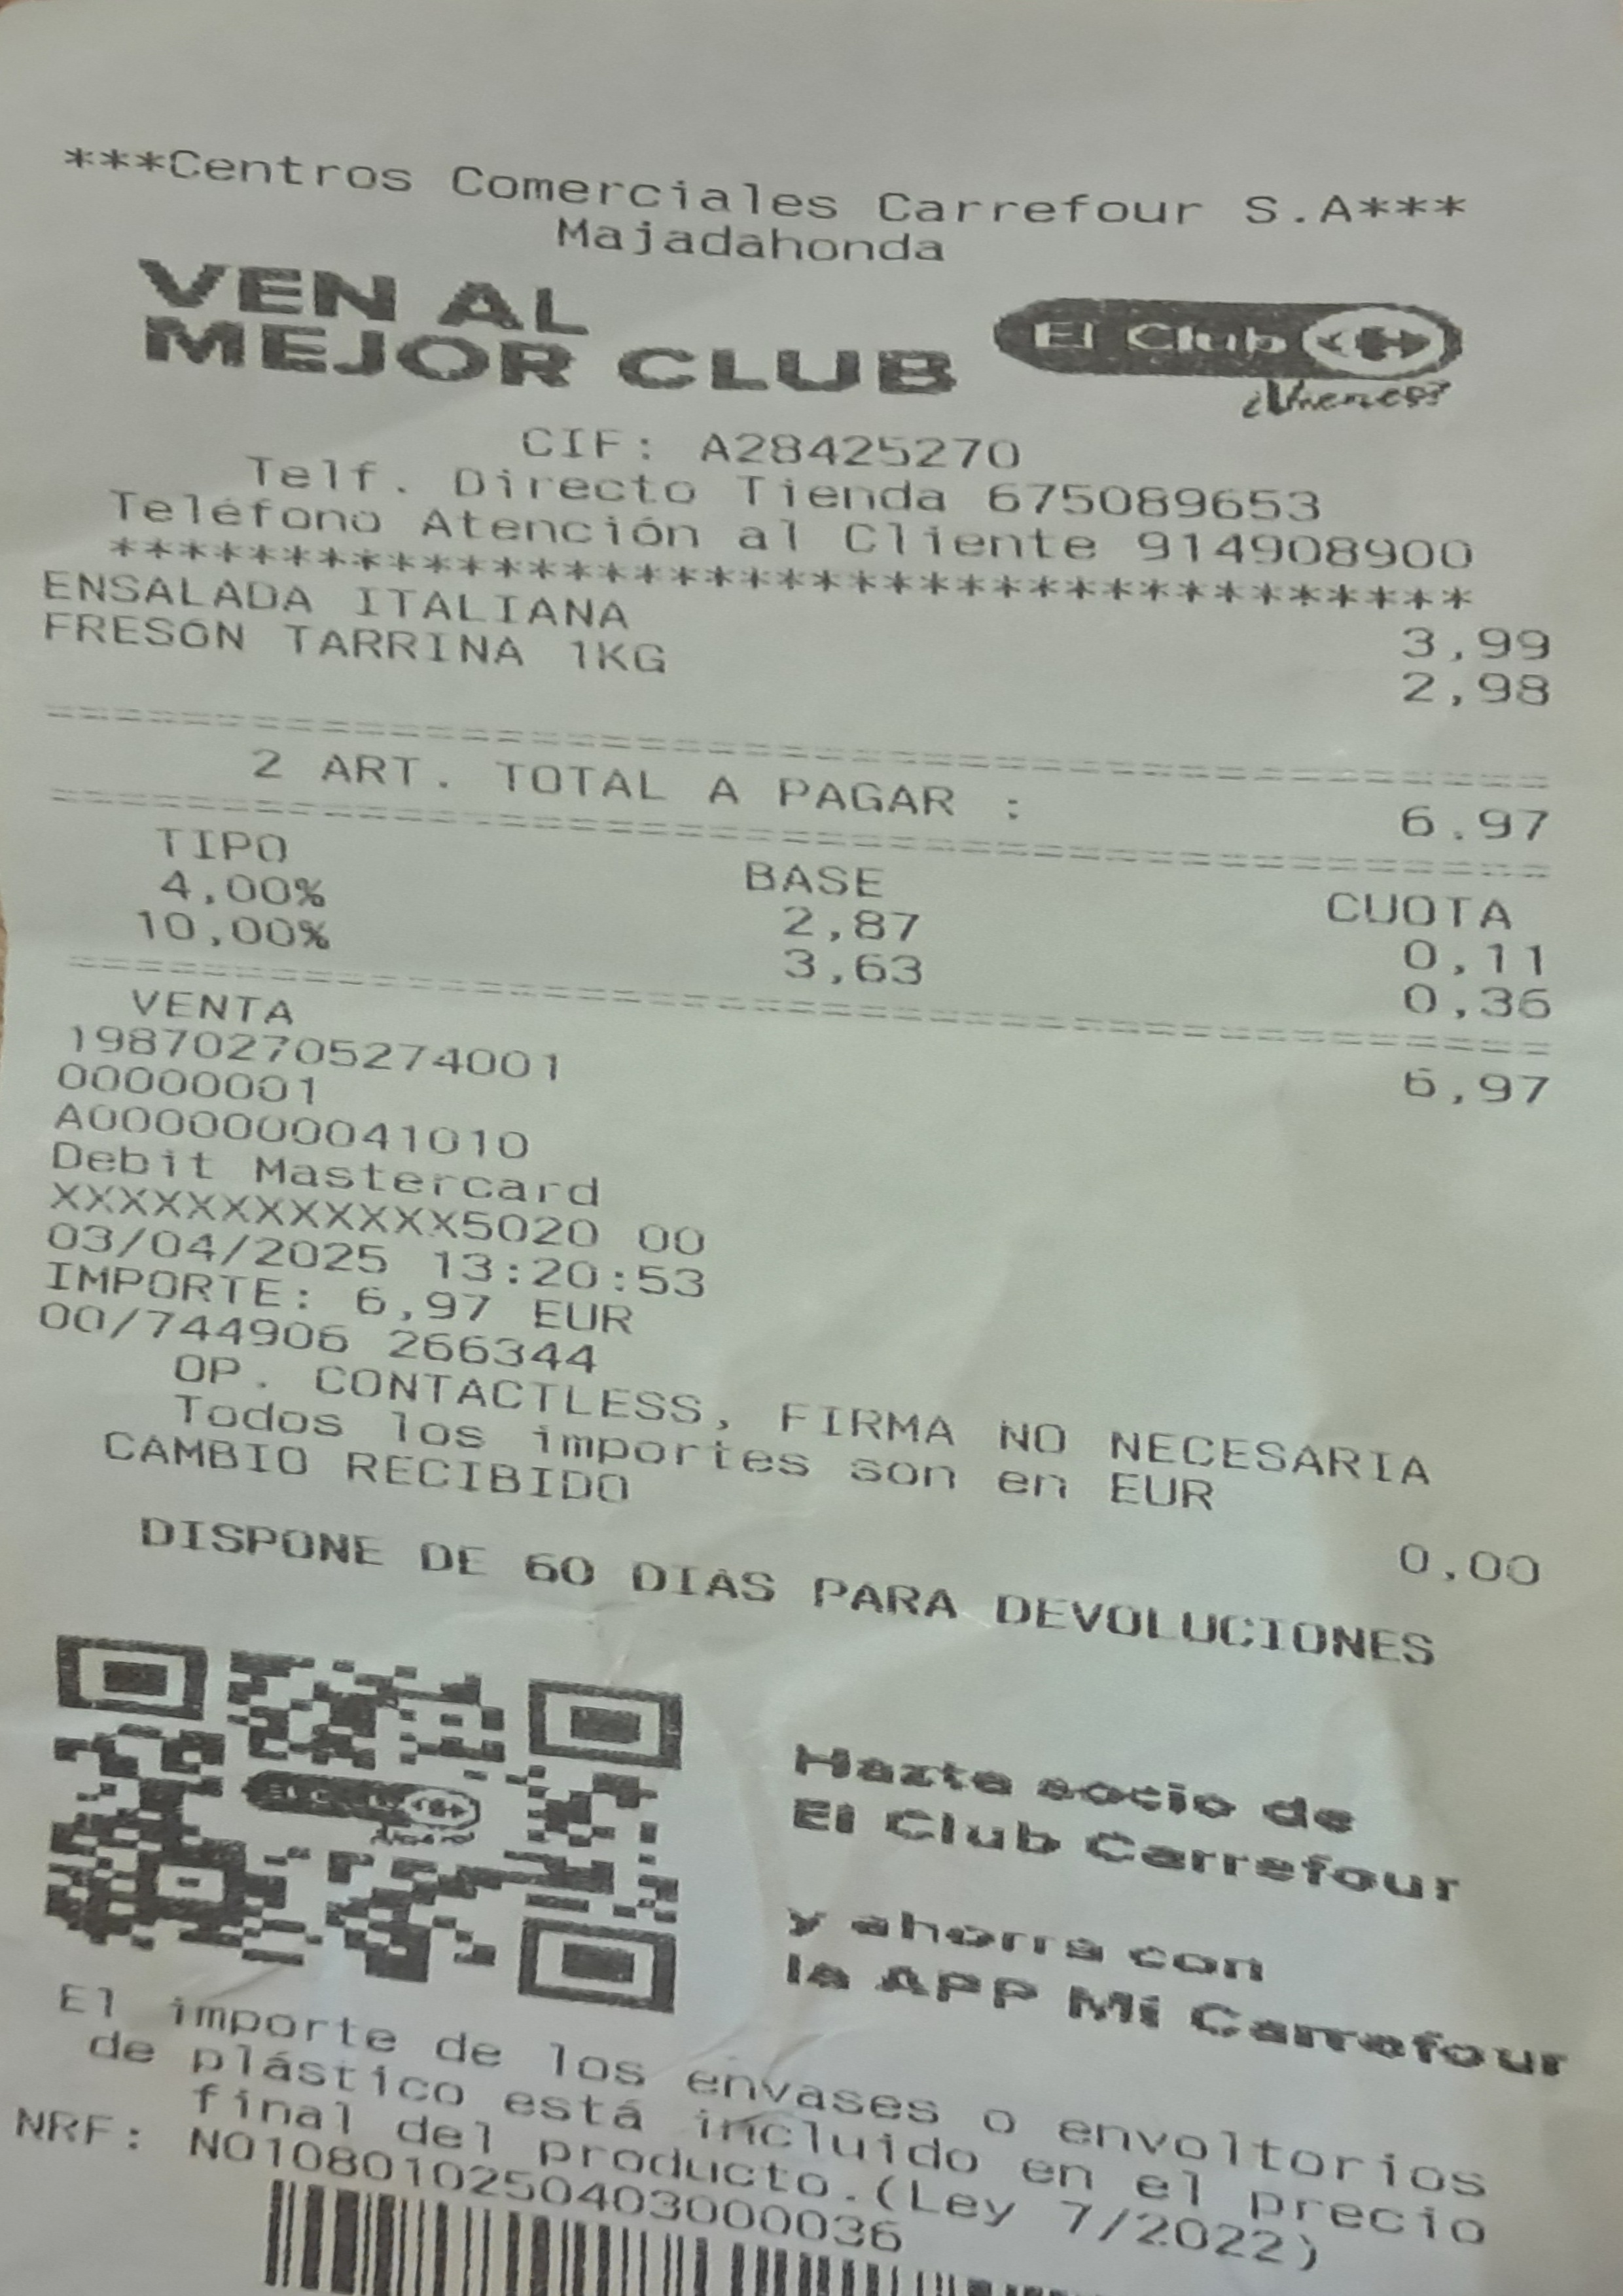 ***Centros Comerciales Carrefour S.A***
Majadahonda
VEN AL
MEJOR CLUB
El Club
¿Vienes?
CIF: A28425270
Telf. Directo Tienda 675089653
Teléfono Atención al Cliente 914908900
***************************************
ENSALADA ITALIANA 3,99
FRESÓN TARRINA 1KG 2,98
===========================================
2 ART. TOTAL A PAGAR : 6.97
===========================================
TIPO BASE CUOTA
4,00% 2,87 0,11
10,00% 3,63 0,36
===========================================
VENTA 6,97
198702705274001
00000001
A0000000041010
Debit Mastercard
XXXXXXXXXXXX5020 00
03/04/2025 13:20:53
IMPORTE: 6,97 EUR
00/744906 266344
OP. CONTACTLESS, FIRMA NO NECESARIA
Todos los importes son en EUR
CAMBIO RECIBIDO 0,00
DISPONE DE 60 DIAS PARA DEVOLUCIONES
Hazte socio de
El Club Carrefour
y ahorra con
la APP Mi Carrefour
El importe de los envases o envoltorios
de plástico está incluido en el precio
final del producto.(Ley 7/2022)
NRF: N01080102504030000036